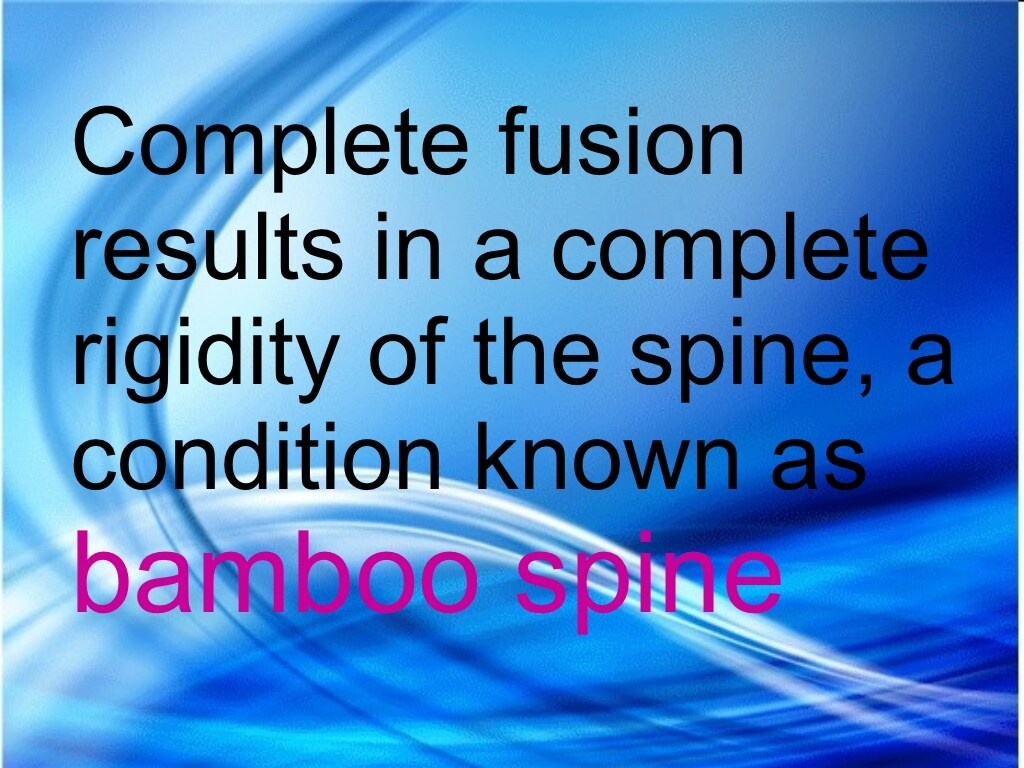 Complete fusion
results in a complete
rigidity of the spine, a
condition known as
bamboo spine